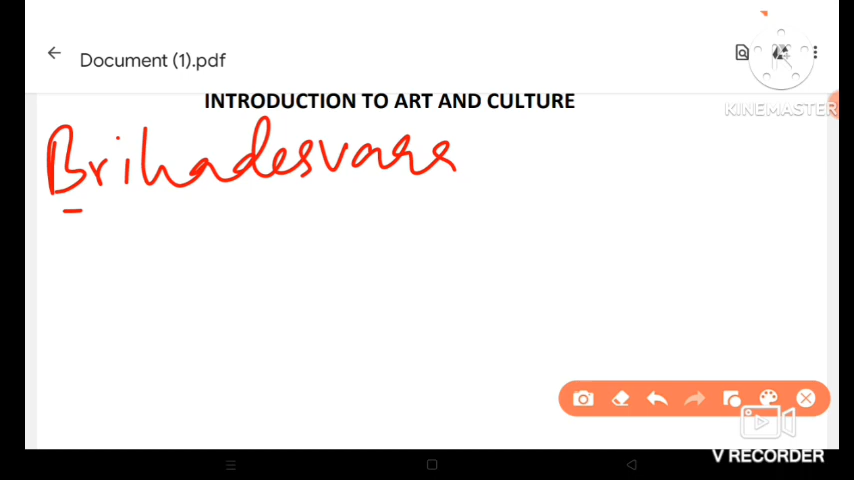 Document (1).pdf
KINEMASTER
INTRODUCTION TO ART AND CULTURE
Brihadesvara
V RECORDER